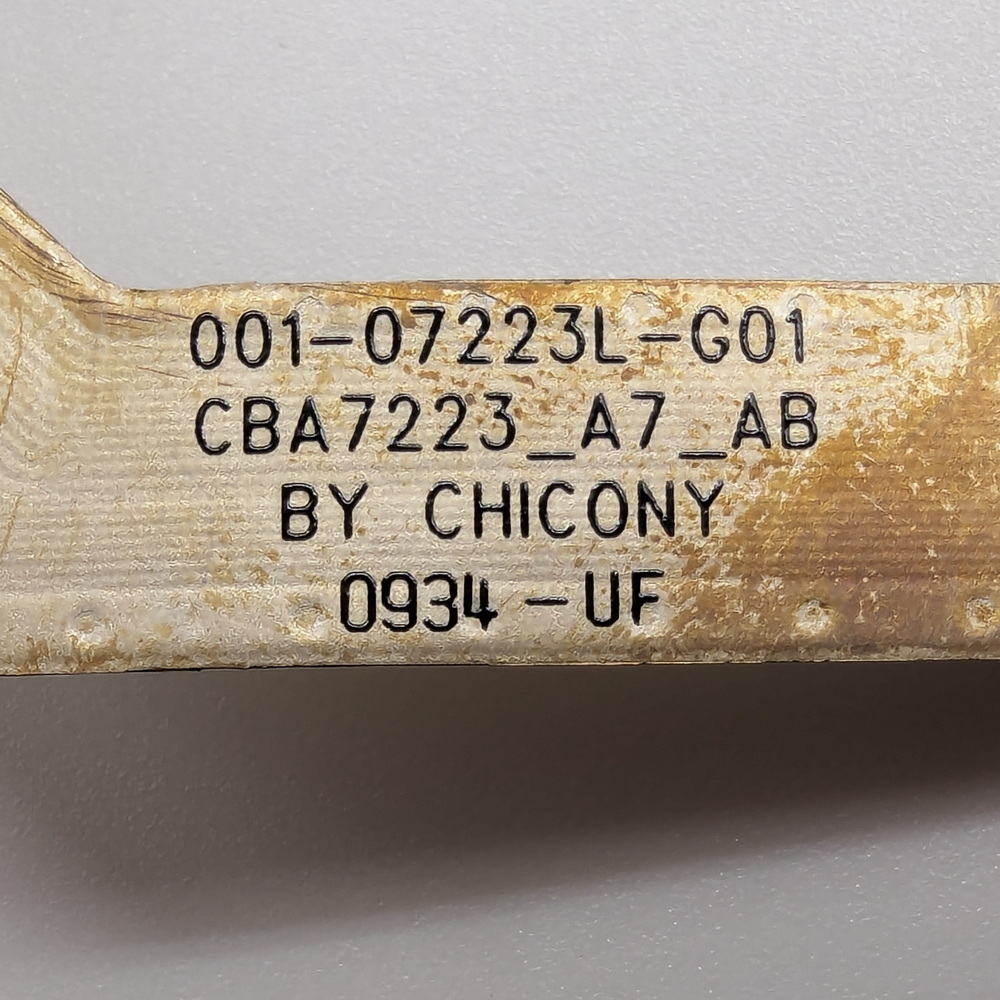 001-07223L-G01
CBA7223_A7_AB
BY CHICONY
0934 -UF